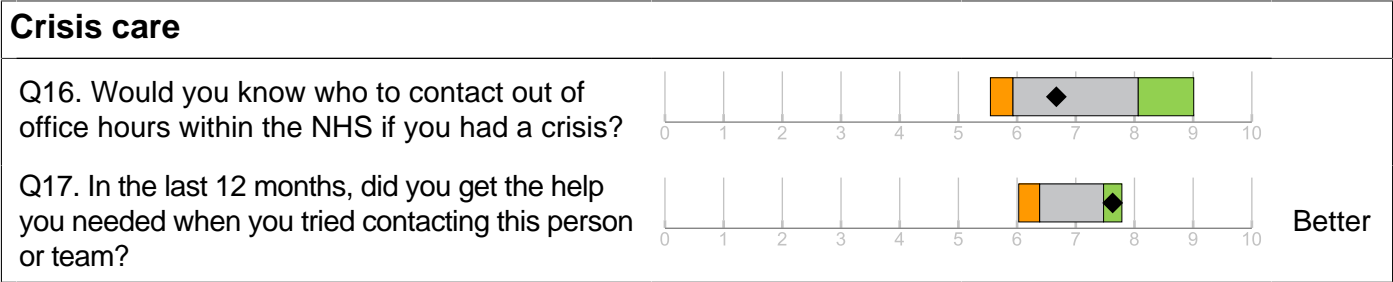 Crisis care
Q16. Would you know who to contact out of
office hours within the NHS if you had a crisis?
0 1 2 3 4 5 6 7 8 9 10
Q17. In the last 12 months, did you get the help
you needed when you tried contacting this person
or team?
0 1 2 3 4 5 6 7 8 9 10
Better